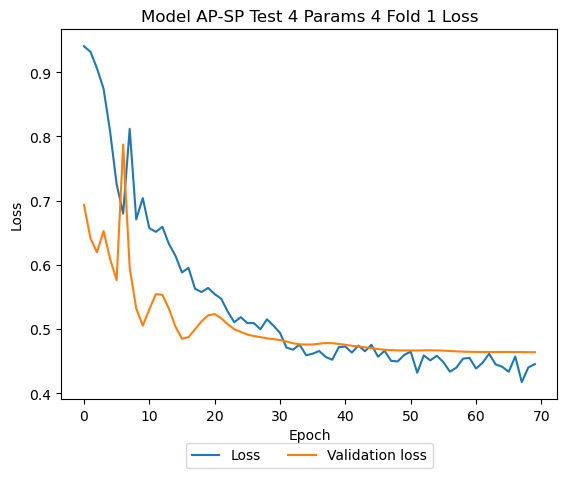 Model AP-SP Test 4 Params 4 Fold 1 Loss
0.9
0.8
0.7
0.6
0.5
0.4
Loss
0 10 20 30 40 50 60 70
Epoch
Loss Validation loss